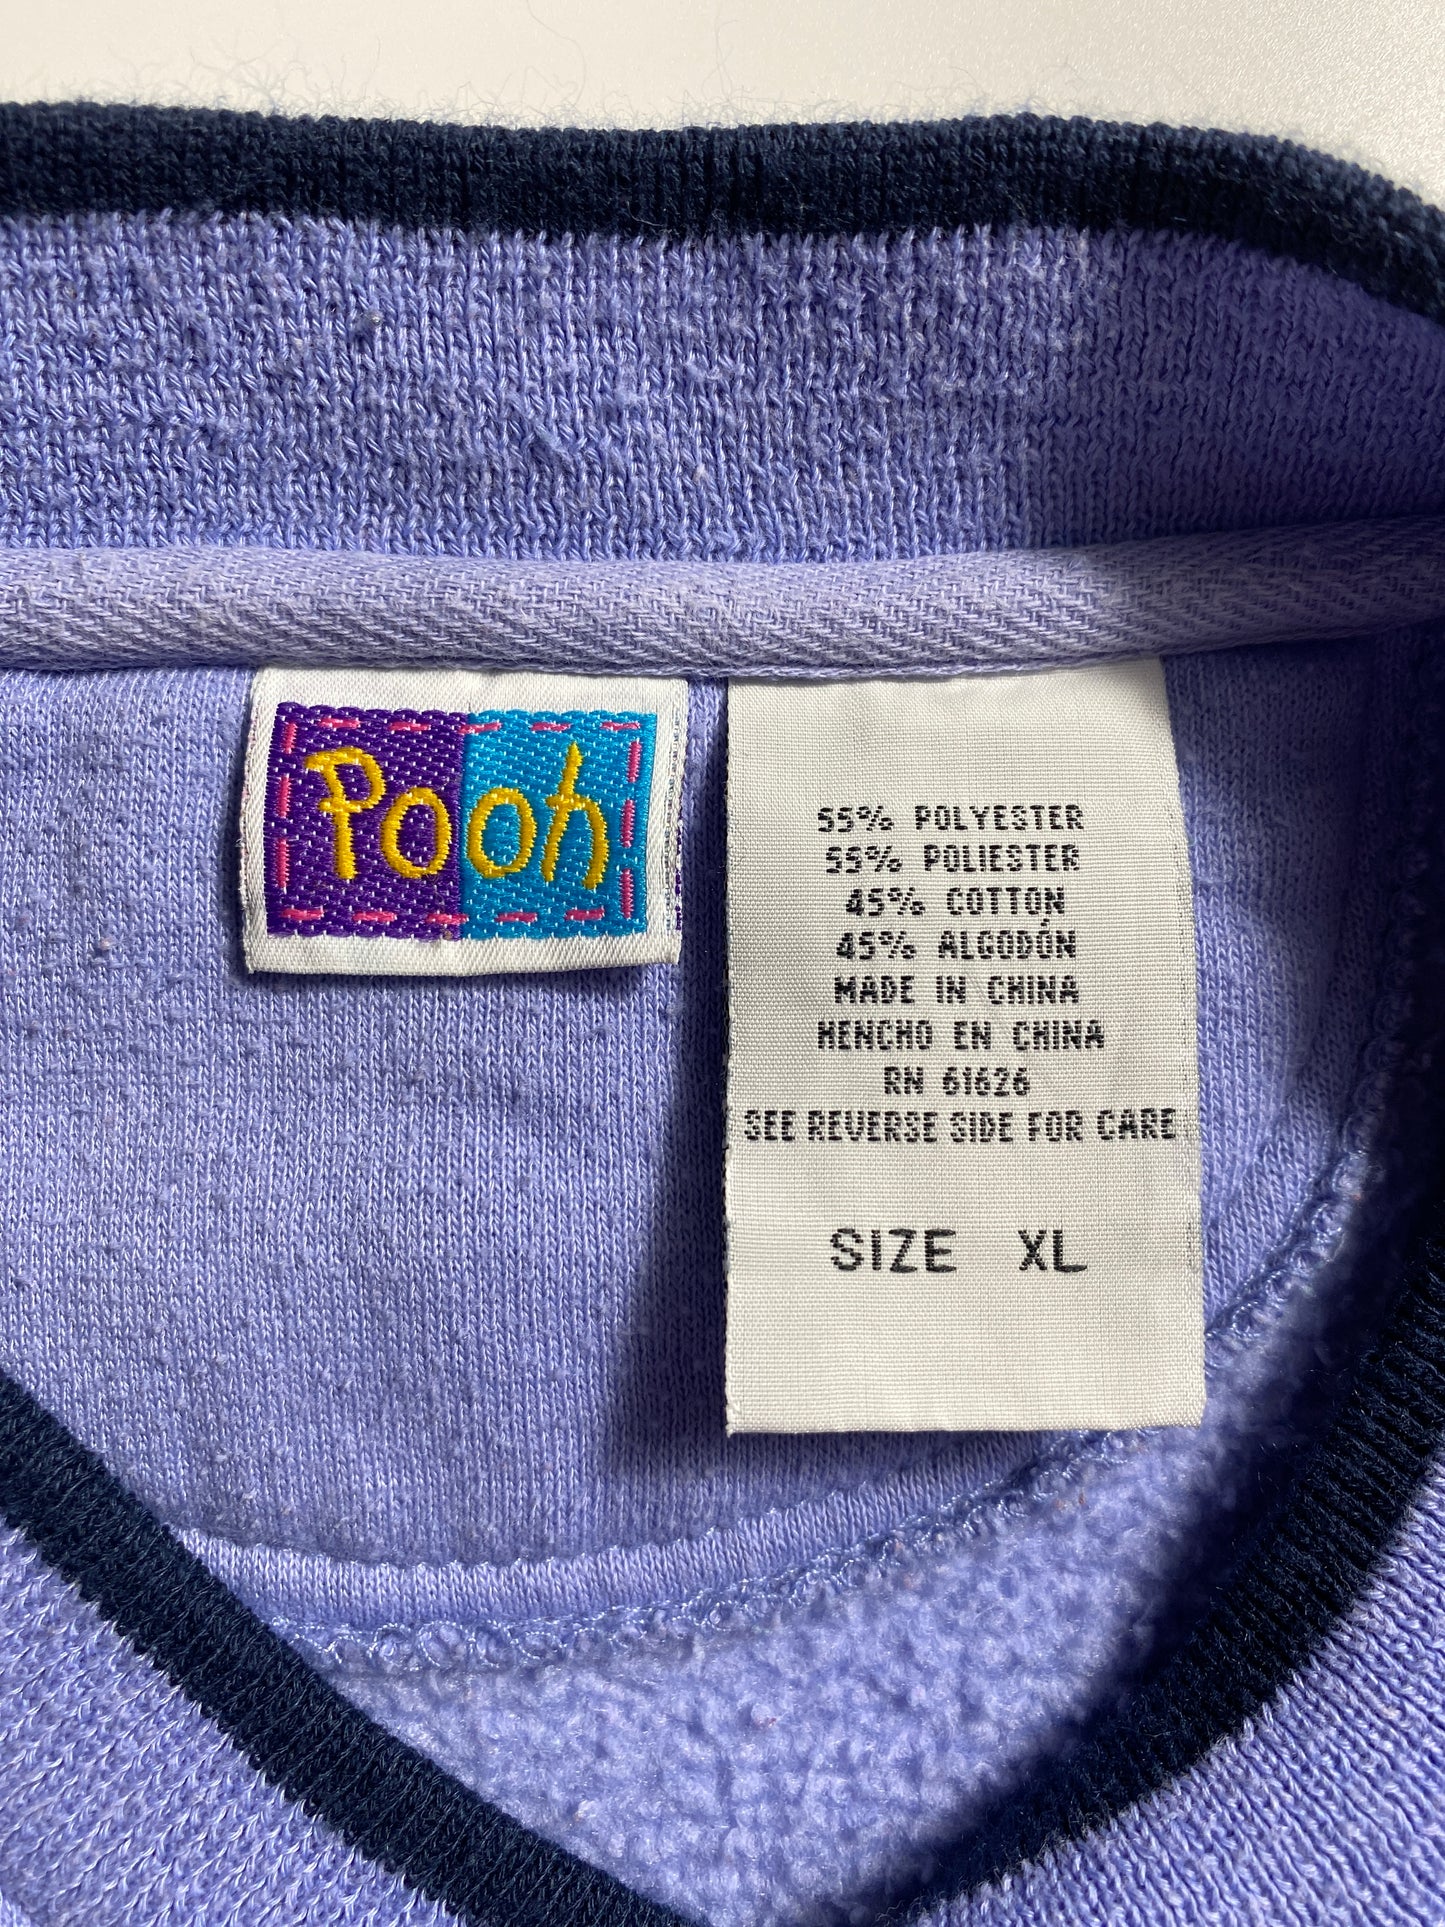 Pooh
55% POLYESTER
55% POLIESTER
45% COTTON
45% ALGODÓN
MADE IN CHINA
HENCHO EN CHINA
RN 61626
SEE REVERSE SIDE FOR CARE
SIZE XL